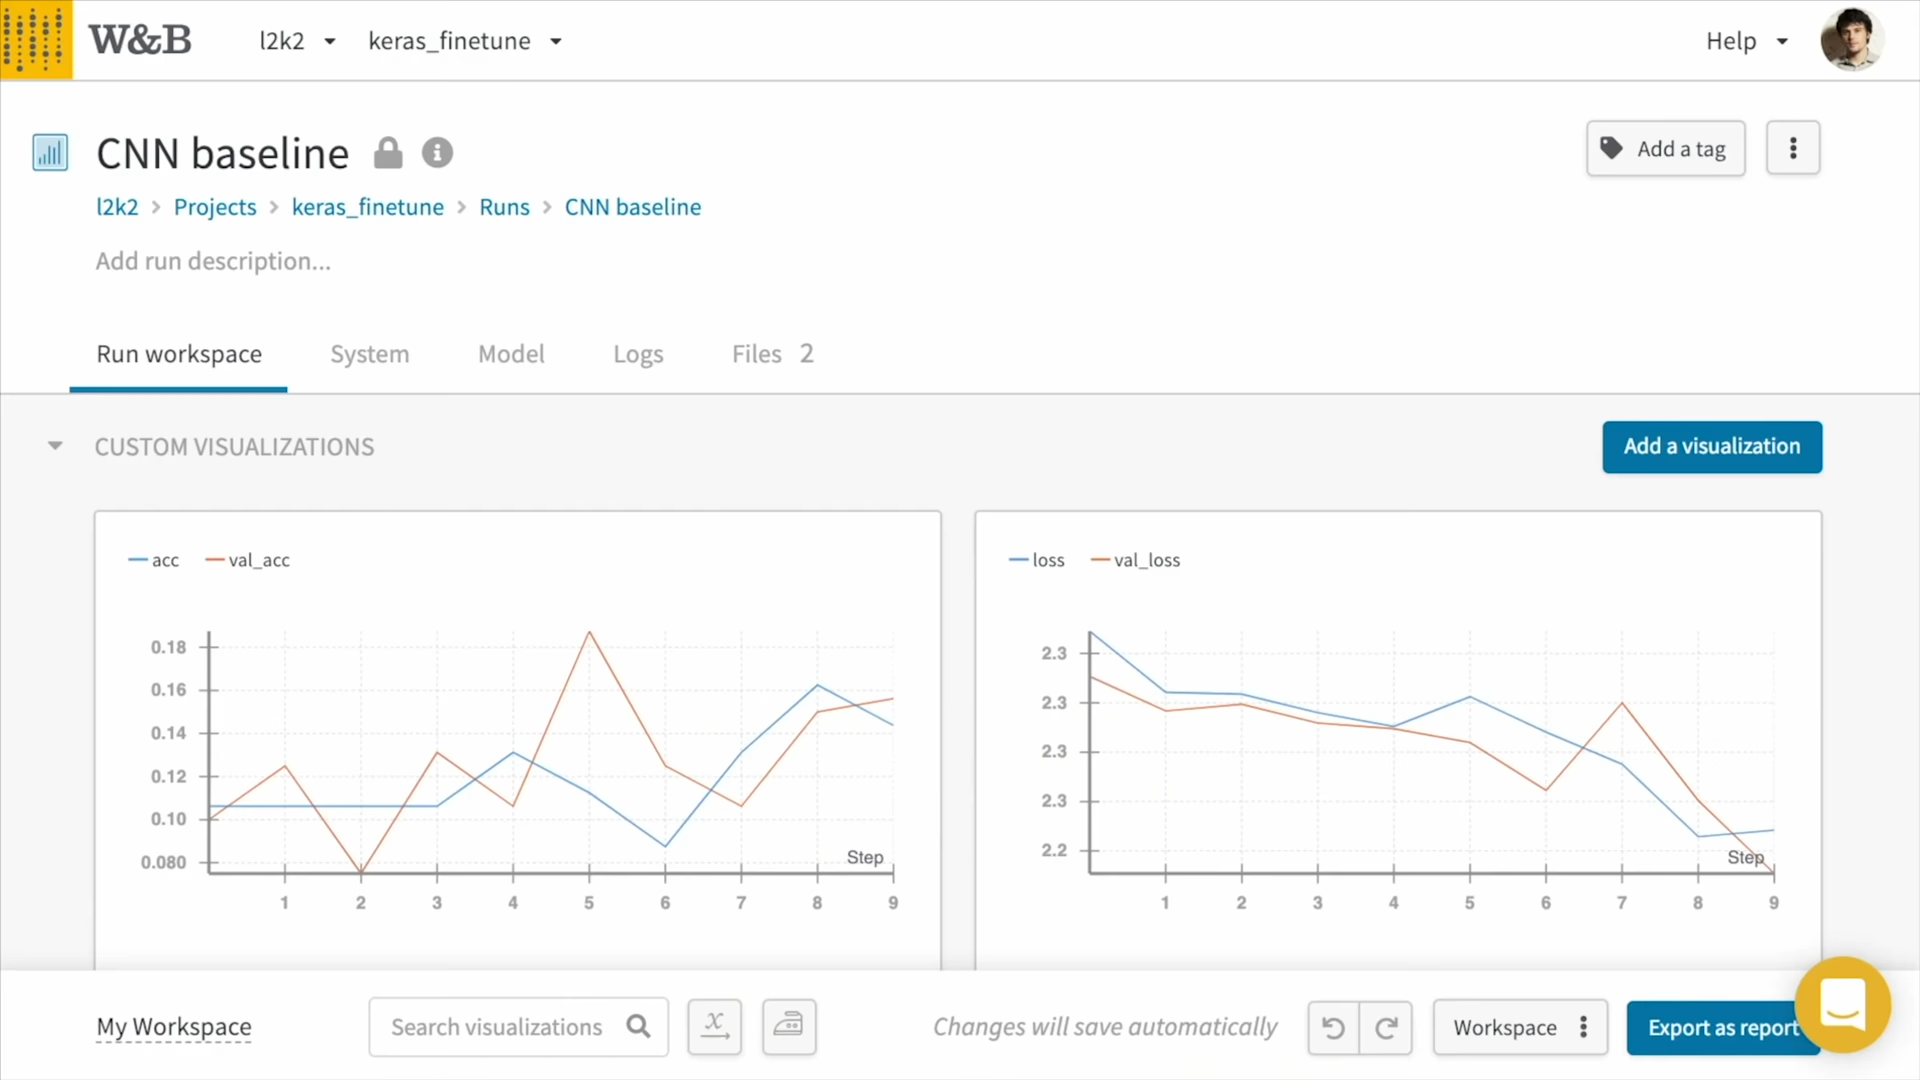 W&B l2k2 keras_finetune Help
CNN baseline
Add a tag
l2k2 > Projects > keras_finetune > Runs > CNN baseline
Add run description...
Run workspace System Model Logs Files 2
CUSTOM VISUALIZATIONS
Add a visualization
acc val_acc
0.18
0.16
0.14
0.12
0.10
0.080
Step
1 2 3 4 5 6 7 8 9
loss val_loss
2.3
2.3
2.3
2.3
2.2
Step
1 2 3 4 5 6 7 8 9
My Workspace
Search visualizations
x
Changes will save automatically
Workspace
Export as report